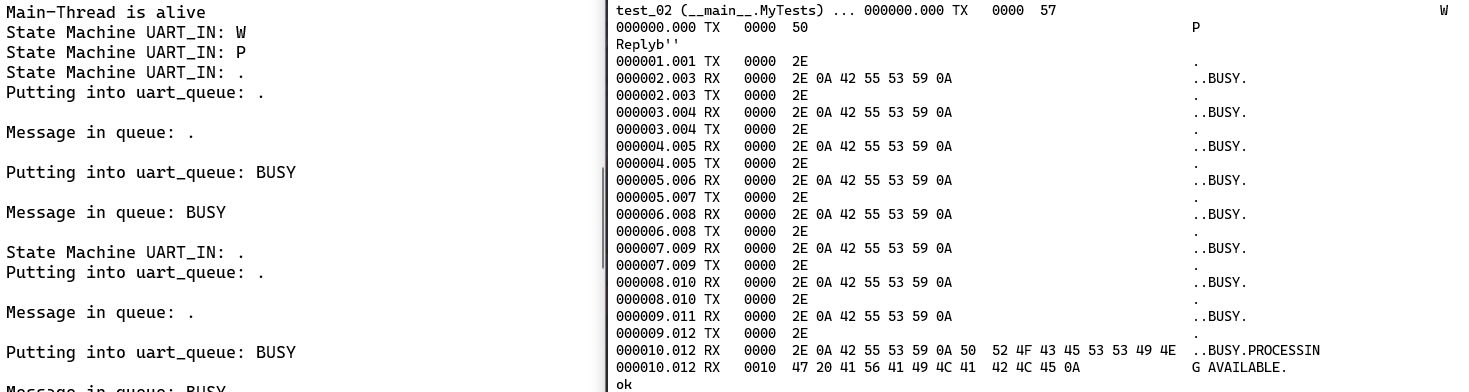 Main-Thread is alive
State Machine UART_IN: W
State Machine UART_IN: P
State Machine UART_IN: .
Putting into uart_queue: .
Message in queue: .
Putting into uart_queue: BUSY
Message in queue: BUSY
State Machine UART_IN: .
Putting into uart_queue: .
Message in queue: .
Putting into uart_queue: BUSY
Message in queue: BUSY
test_02 (__main__.MyTests) ... 000000.000 TX 0000 57 W
000000.000 TX 0000 50 P
Replyb''
000001.001 TX 0000 2E .
000002.003 RX 0000 2E 0A 42 55 53 59 0A ..BUSY.
000002.003 TX 0000 2E .
000003.004 RX 0000 2E 0A 42 55 53 59 0A ..BUSY.
000003.004 TX 0000 2E .
000004.005 RX 0000 2E 0A 42 55 53 59 0A ..BUSY.
000004.005 TX 0000 2E .
000005.006 RX 0000 2E 0A 42 55 53 59 0A ..BUSY.
000005.007 TX 0000 2E .
000006.008 RX 0000 2E 0A 42 55 53 59 0A ..BUSY.
000006.008 TX 0000 2E .
000007.009 RX 0000 2E 0A 42 55 53 59 0A ..BUSY.
000007.009 TX 0000 2E .
000008.010 RX 0000 2E 0A 42 55 53 59 0A ..BUSY.
000008.010 TX 0000 2E .
000009.011 RX 0000 2E 0A 42 55 53 59 0A ..BUSY.
000009.012 TX 0000 2E .
000010.012 RX 0000 2E 0A 42 55 53 59 0A 50 52 4F 43 45 53 53 49 4E ..BUSY.PROCESSIN
000010.012 RX 0010 47 20 41 56 41 49 4C 41 42 4C 45 0A G AVAILABLE.
ok